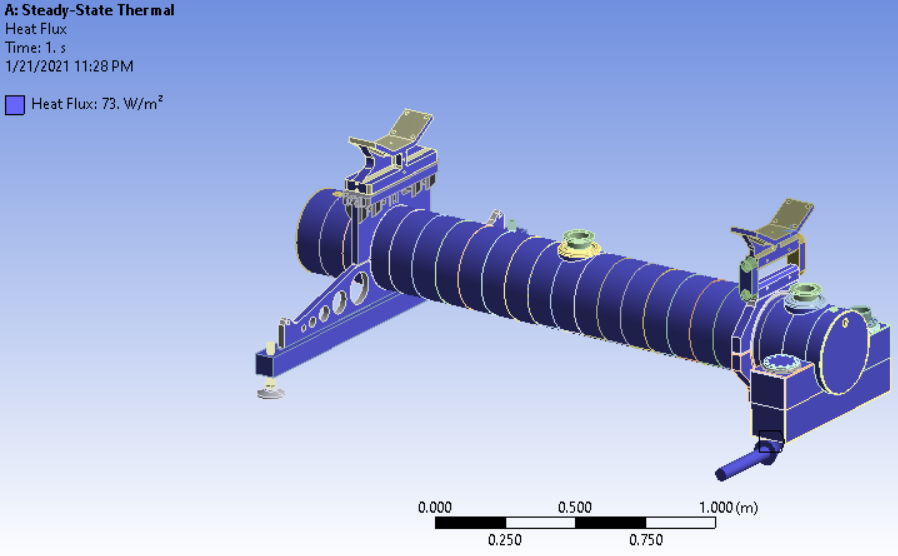 A: Steady-State Thermal
Heat Flux
Time: 1. s
1/21/2021 11:28 PM
Heat Flux: 73. W/m²
0.000 0.500 1.000 (m)
0.250 0.750